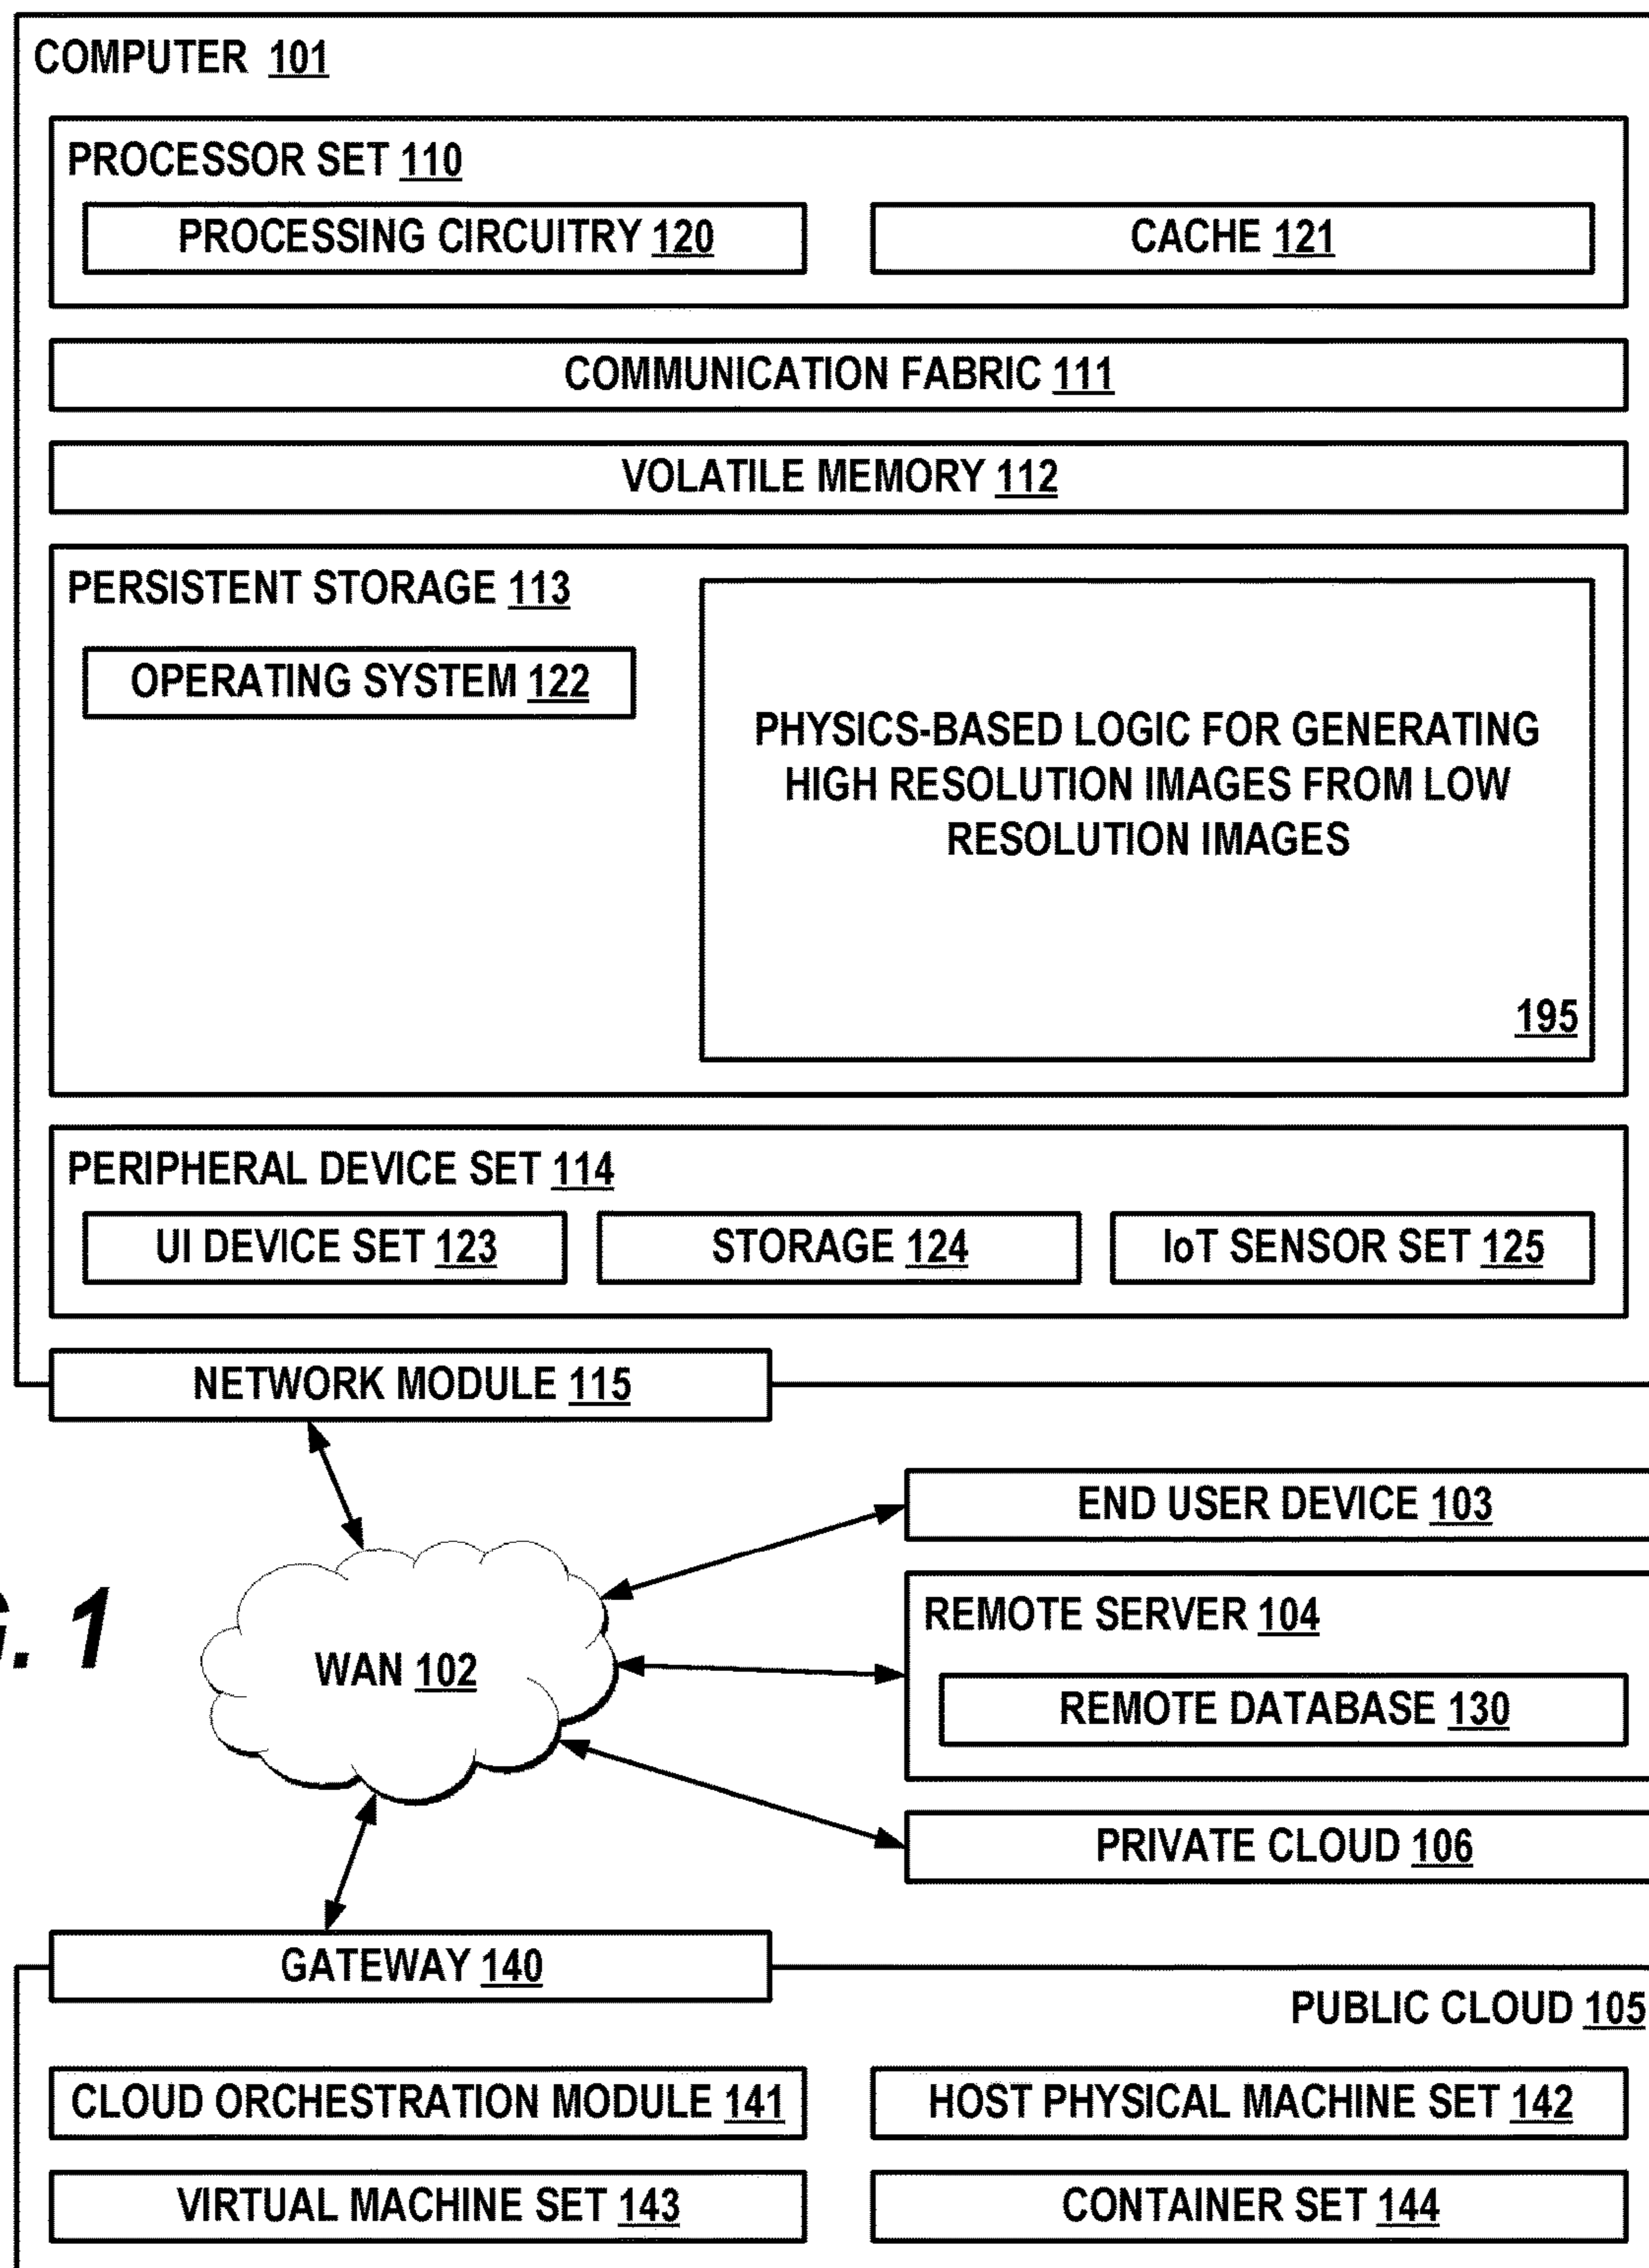 COMPUTER 101
PROCESSOR SET 110
PROCESSING CIRCUITRY 120
CACHE 121
COMMUNICATION FABRIC 111
VOLATILE MEMORY 112
PERSISTENT STORAGE 113
OPERATING SYSTEM 122
PHYSICS-BASED LOGIC FOR GENERATING
HIGH RESOLUTION IMAGES FROM LOW
RESOLUTION IMAGES
195
PERIPHERAL DEVICE SET 114
UI DEVICE SET 123
STORAGE 124
IoT SENSOR SET 125
NETWORK MODULE 115
END USER DEVICE 103
REMOTE SERVER 104
REMOTE DATABASE 130
PRIVATE CLOUD 106
WAN 102
G. 1
GATEWAY 140
PUBLIC CLOUD 105
CLOUD ORCHESTRATION MODULE 141
HOST PHYSICAL MACHINE SET 142
VIRTUAL MACHINE SET 143
CONTAINER SET 144